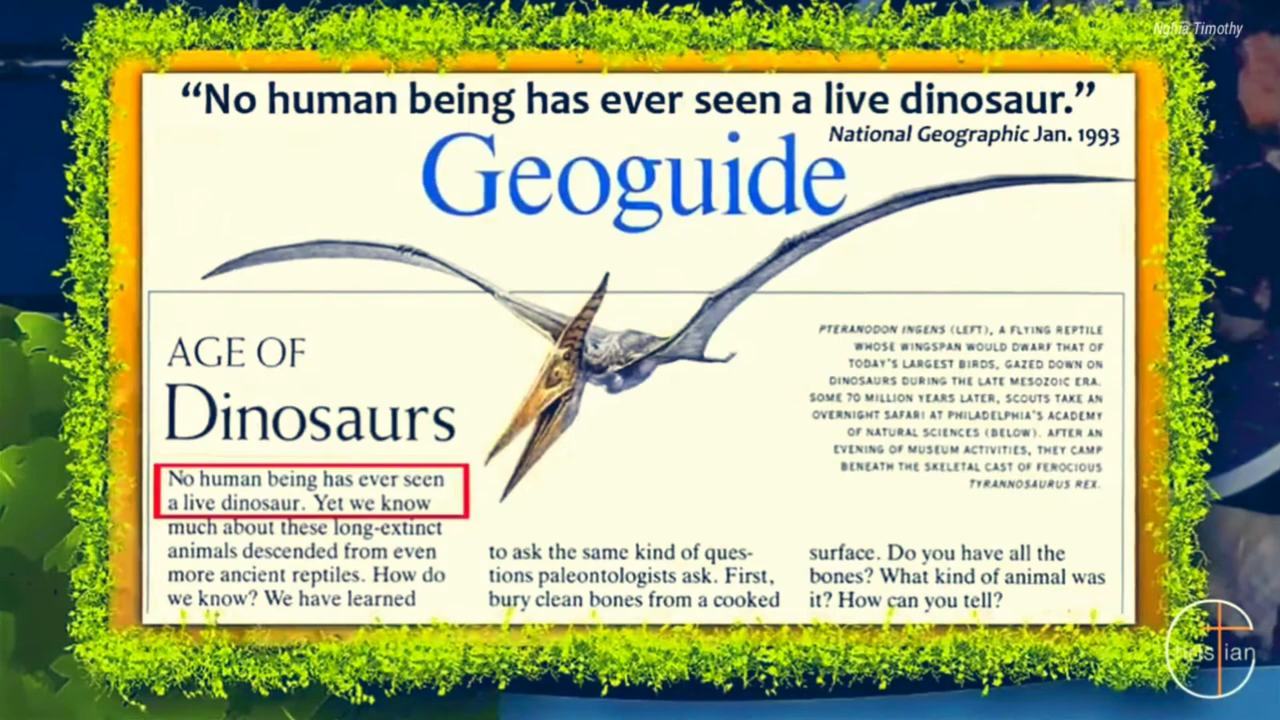 Timothy
“No human being has ever seen a live dinosaur.”
National Geographic Jan. 1993
Geoguide
AGE OF
Dinosaurs
No human being has ever seen
a live dinosaur. Yet we know
much about these long-extinct
animals descended from even
more ancient reptiles. How do
we know? We have learned
PTERANODON INGENS (LEFT), A FLYING REPTILE
WHOSE WINGSPAN WOULD DWARF THAT OF
TODAY'S LARGEST BIRDS, GAZED DOWN ON
DINOSAURS DURING THE LATE MESOZOIC ERA.
SOME 70 MILLION YEARS LATER, SCOUTS TAKE AN
OVERNIGHT SAFARI AT PHILADELPHIA'S ACADEMY
OF NATURAL SCIENCES (BELOW). AFTER AN
EVENING OF MUSEUM ACTIVITIES, THEY CAMP
BENEATH THE SKELETAL CAST OF FEROCIOUS
TYRANNOSAURUS REX.
to ask the same kind of ques-
tions paleontologists ask. First,
bury clean bones from a cooked
surface. Do you have all the
bones? What kind of animal was
it? How can you tell?